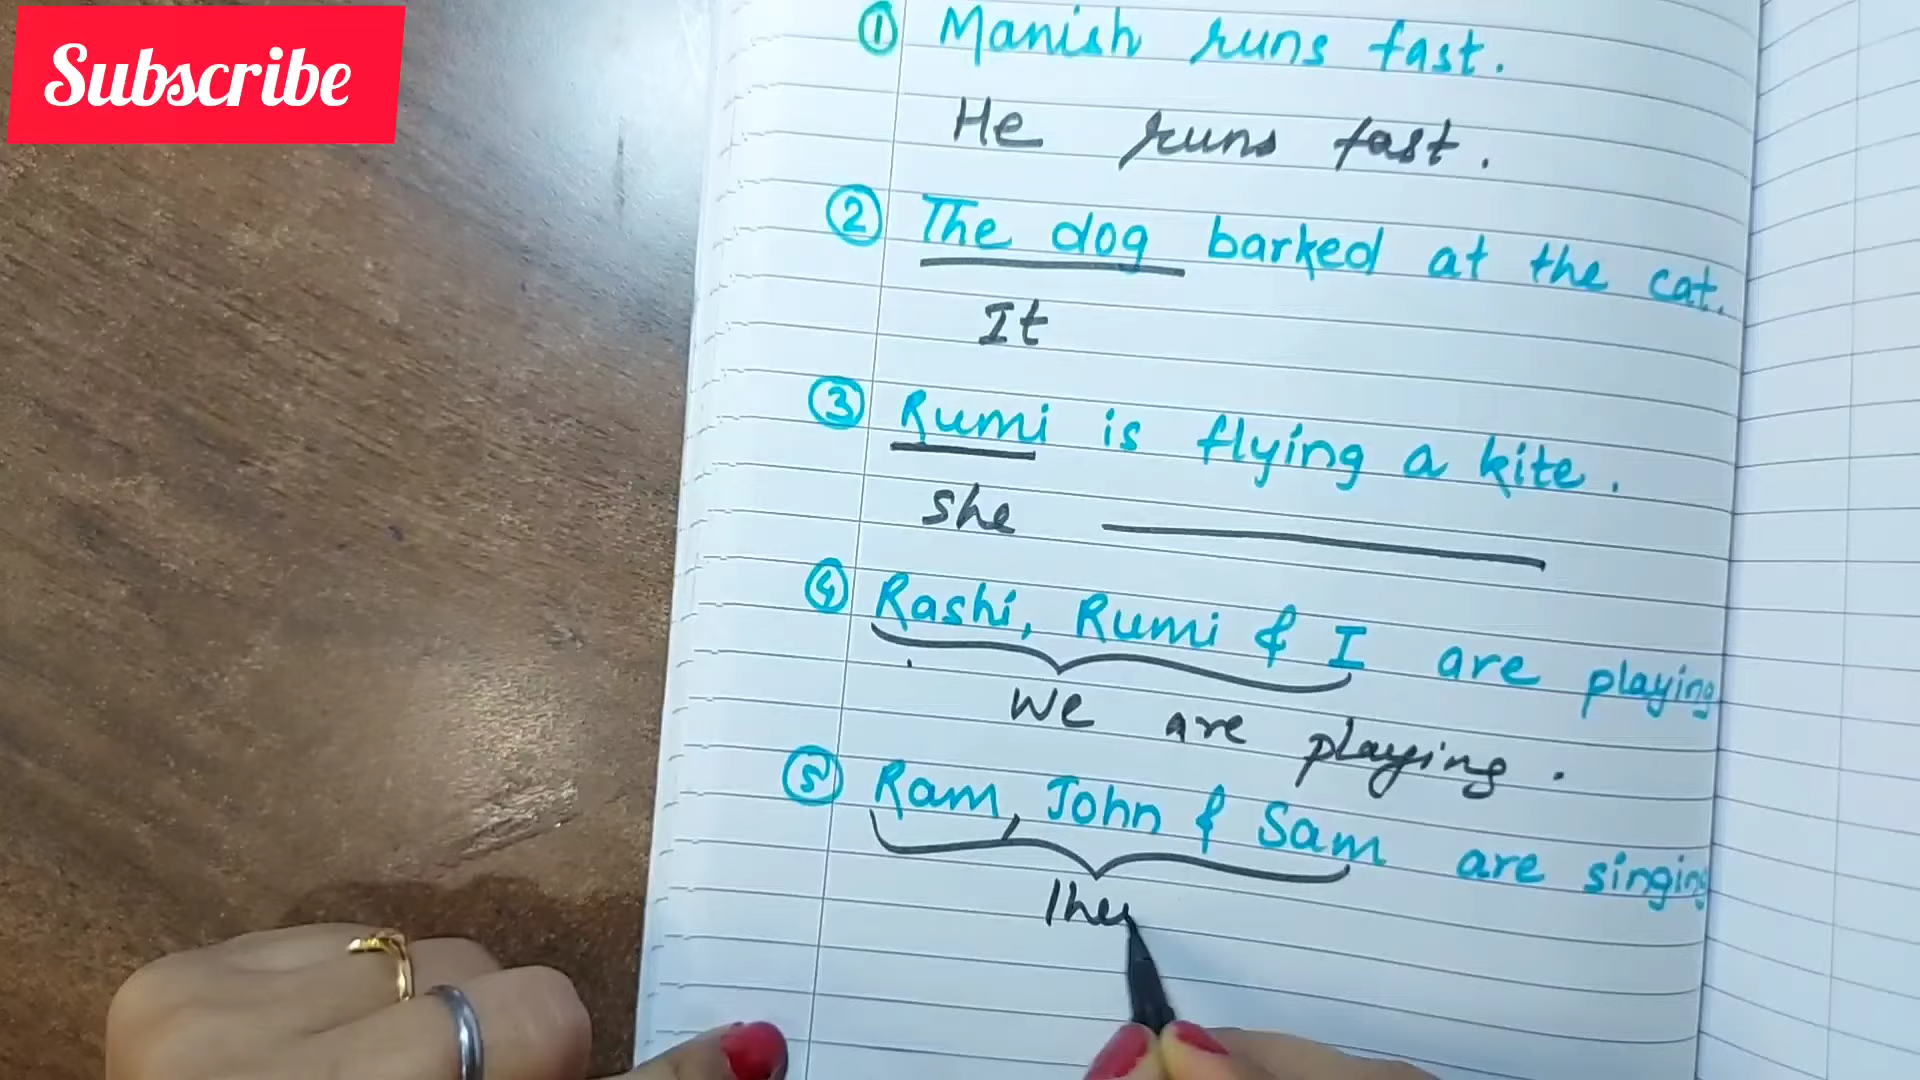 Subscribe
① Manish runs fast.
He runs fast.
② The dog barked at the cat.
It
③ Rumi is flying a kite.
She
④ Rashi, Rumi & I are playing
We are playing.
⑤ Ram, John & Sam are singing
They